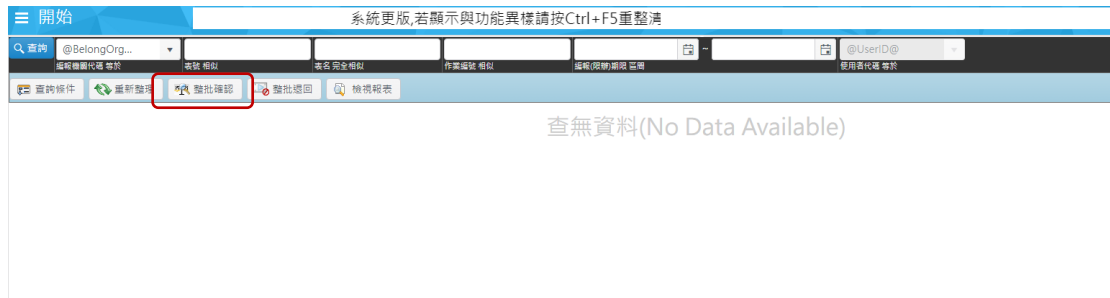 開始
系統更版,若顯示與功能異樣請按Ctrl+F5重整清
查詢 @BelongOrg... ~ @UserID@
編報機關代碼 等於 表號 相似 表名 完全相似 作業編號 相似 編報(限辦)期限 區間 使用者代碼 等於
查詢條件 重新整理 整批確認 整批退回 檢視報表
查無資料(No Data Available)